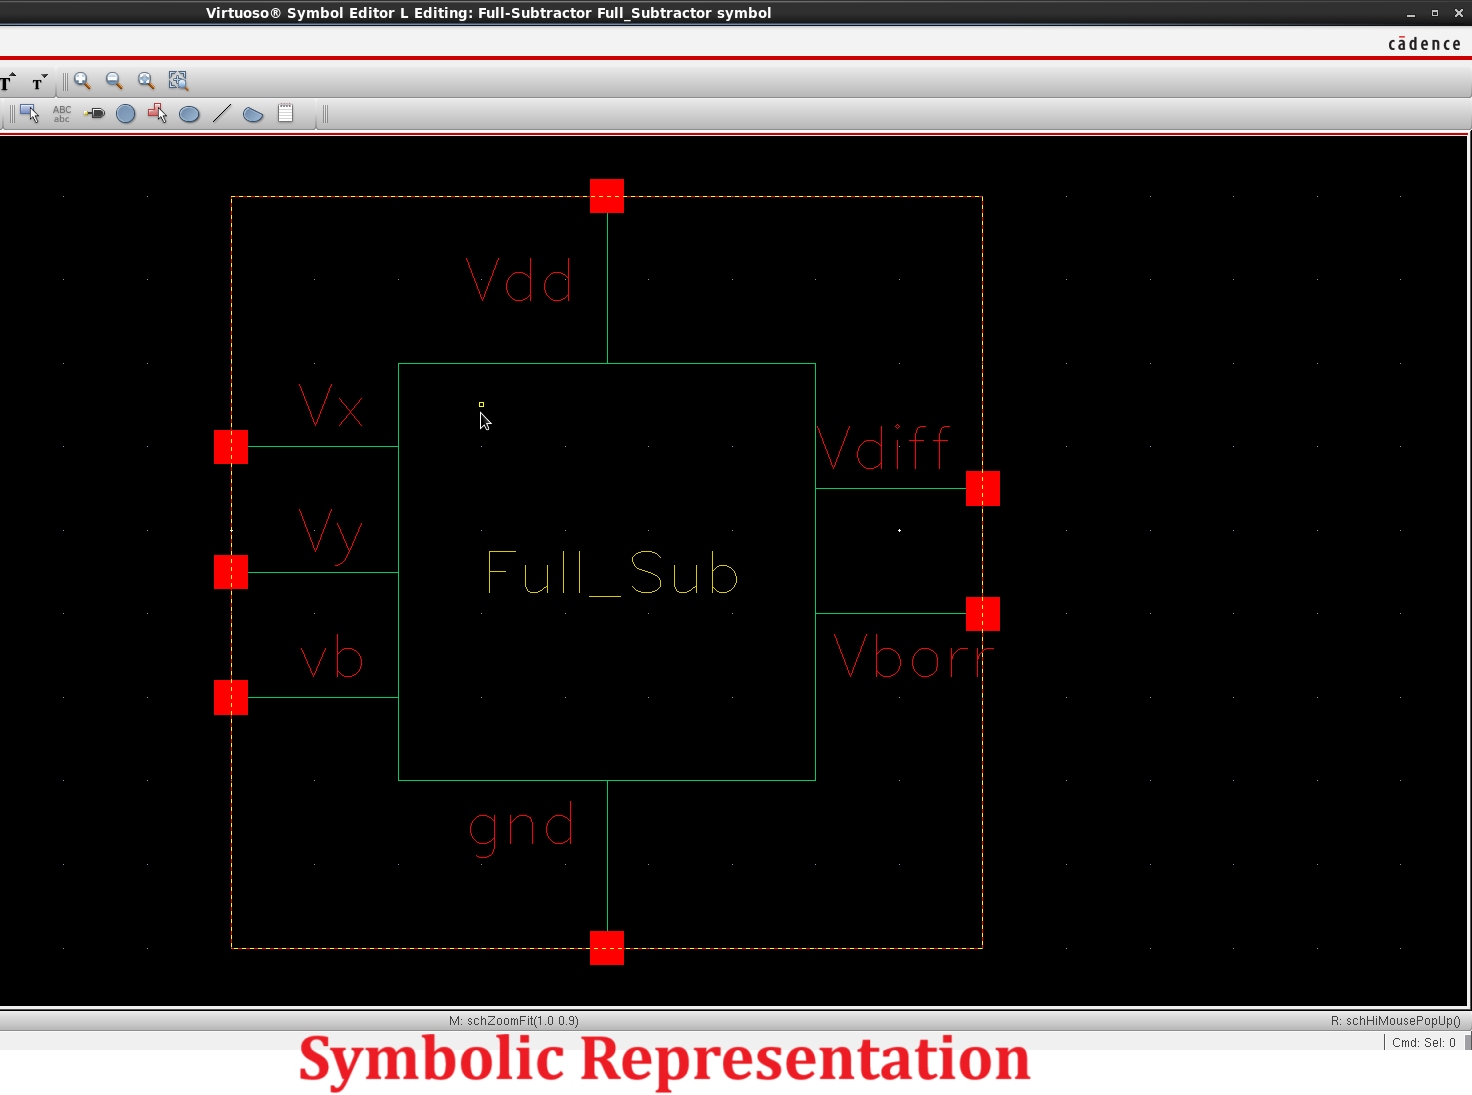 Virtuoso® Symbol Editor L Editing: Full-Subtractor Full_Subtractor symbol
cādence
T T
ABC
abc
Vdd
Vx
Vdiff
Vy
Full_Sub
vb
Vborr
gnd
M: schZoomFit(1.0 0.9)
R: schHiMousePopUp()
Cmd: Sel: 0
Symbolic Representation